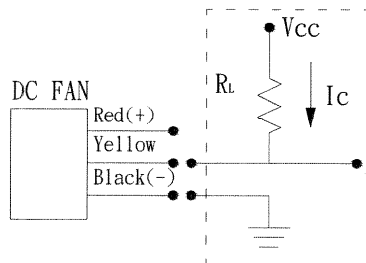 Vcc
DC FAN
RL
Ic
Red(+)
Yellow
Black(-)